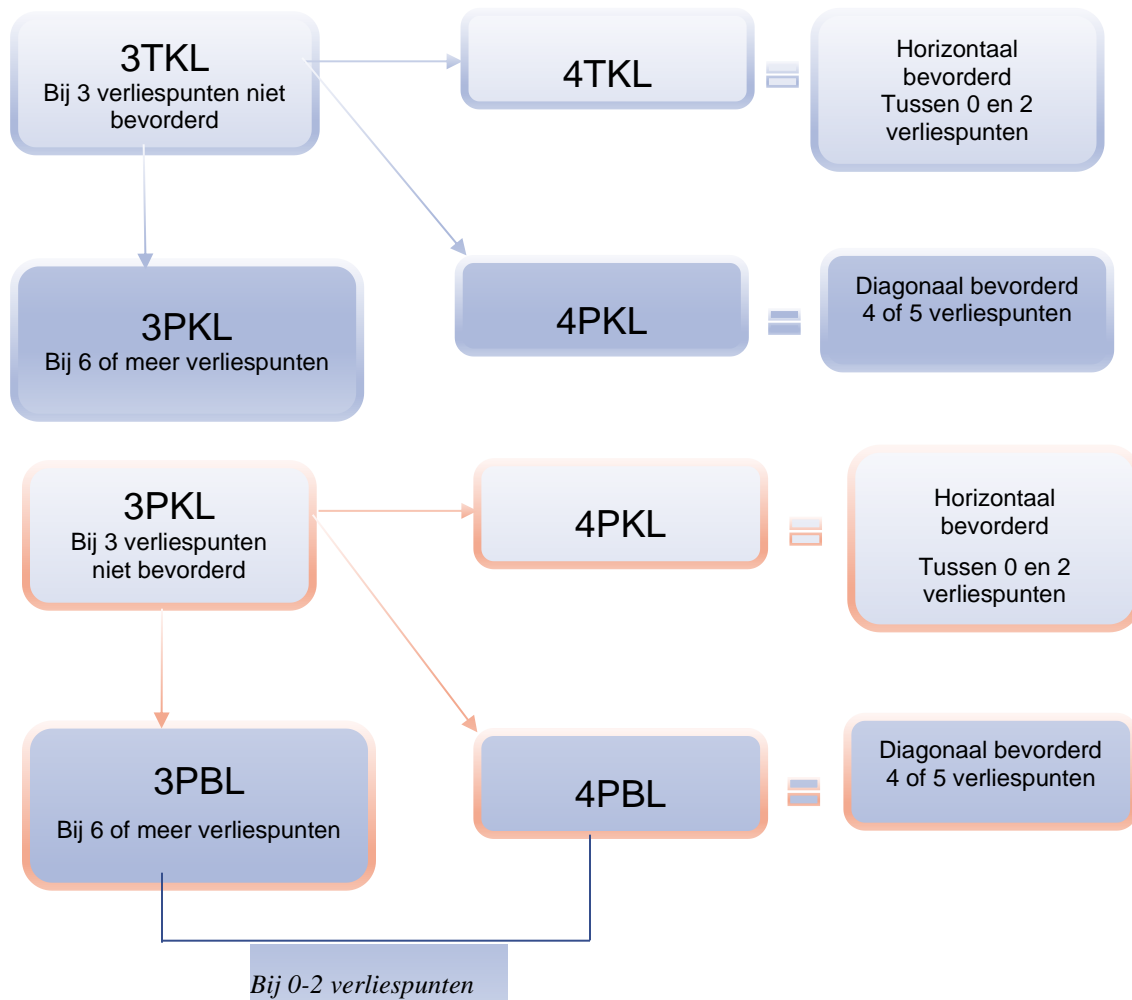 3TKL
Bij 3 verliespunten niet
bevorderd
4TKL
Horizontaal
bevorderd
Tussen 0 en 2
verliespunten
3PKL
Bij 6 of meer verliespunten
4PKL
Diagonaal bevorderd
4 of 5 verliespunten
3PKL
Bij 3 verliespunten
niet bevorderd
4PKL
Horizontaal
bevorderd
Tussen 0 en 2
verliespunten
3PBL
Bij 6 of meer verliespunten
4PBL
Diagonaal bevorderd
4 of 5 verliespunten
Bij 0-2 verliespunten